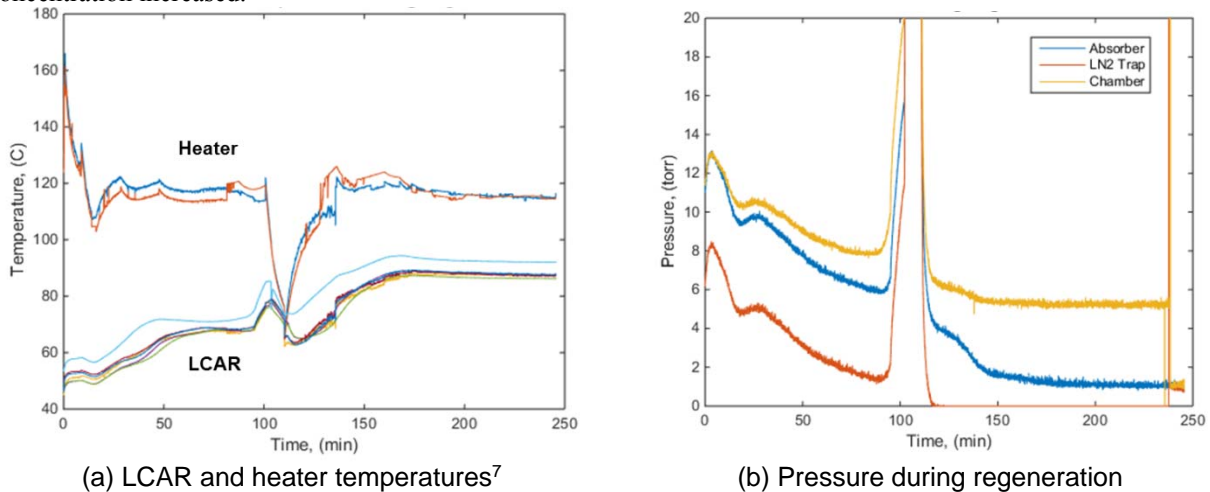 oncentration increased.
180
160
140
120
100
80
60
40
Temperature, (C)
Heater
LCAR
0 50 100 150 200 250
Time, (min)
(a) LCAR and heater temperatures7
20
18
16
14
12
10
8
6
4
2
0
Pressure, (torr)
Absorber
LN2 Trap
Chamber
0 50 100 150 200 250
Time, (min)
(b) Pressure during regeneration